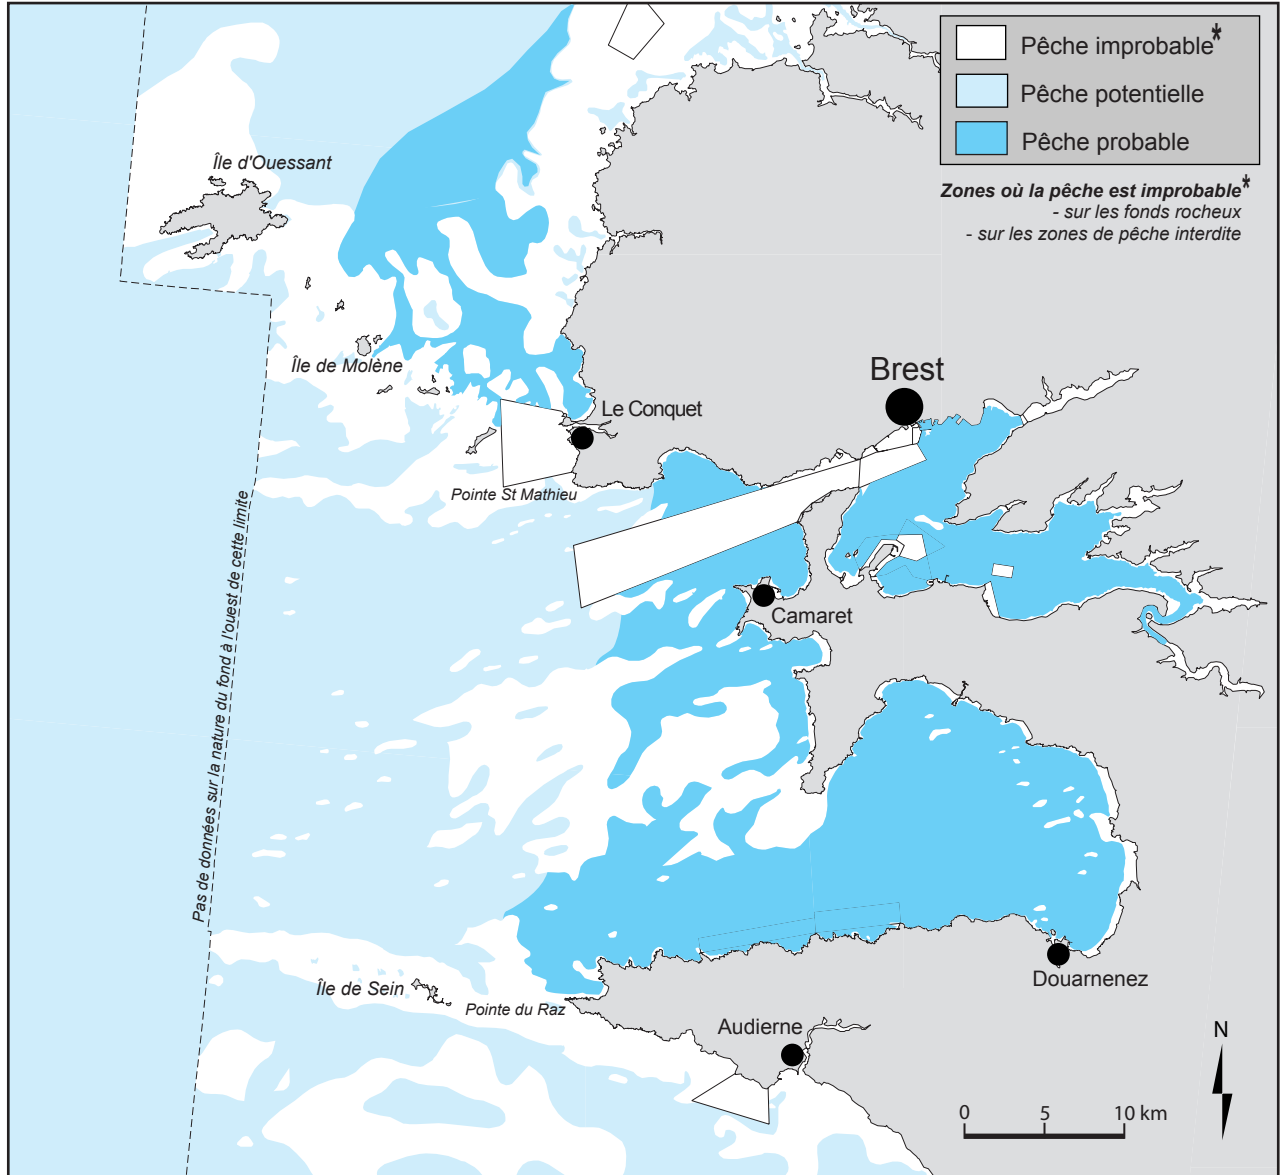 Pêche improbable*
Pêche potentielle
Pêche probable
Zones où la pêche est improbable*
- sur les fonds rocheux
- sur les zones de pêche interdite
Île d'Ouessant
Île de Molène
Brest
Le Conquet
Pointe St Mathieu
Pas de données sur la nature du fond à l'ouest de cette limite
Camaret
Île de Sein
Pointe du Raz
Douarnenez
Audierne
N
0 5 10 km